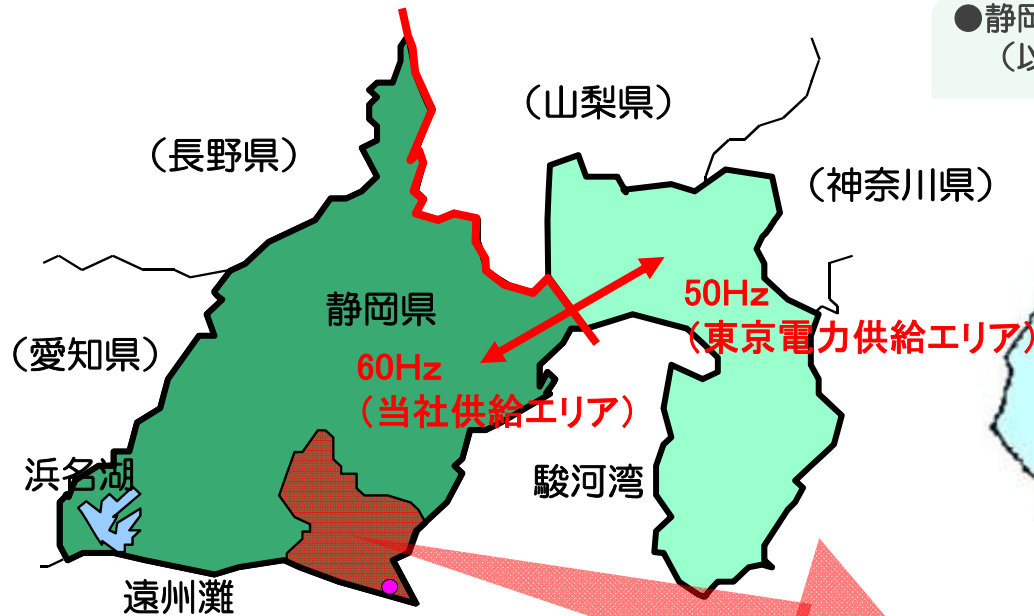 ●静岡
（以
（山梨県）
（長野県）
（神奈川県）
静岡県
50Hz
（東京電力供給エリア）
（愛知県）
60Hz
（当社供給エリア）
浜名湖
駿河湾
遠州灘